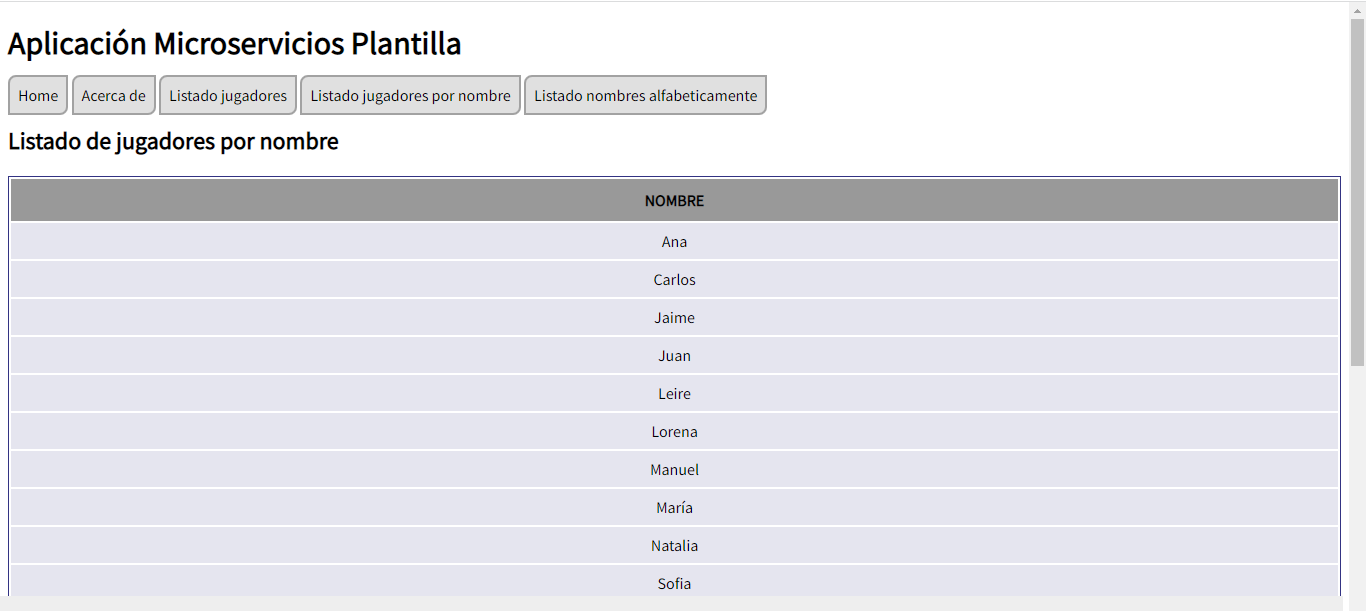 Aplicación Microservicios Plantilla
Home Acerca de Listado jugadores Listado jugadores por nombre Listado nombres alfabeticamente
Listado de jugadores por nombre
NOMBRE
Ana
Carlos
Jaime
Juan
Leire
Lorena
Manuel
María
Natalia
Sofia